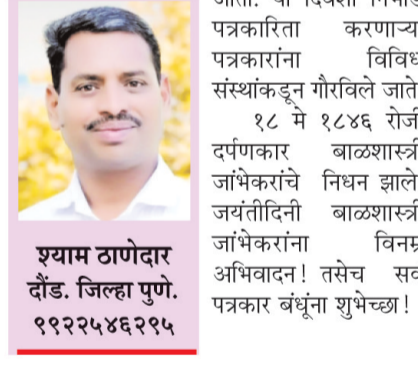 पत्रकारिता करणाऱ्य
पत्रकारांना विविध
संस्थांकडून गौरविले जाते
१८ मे १८४६ रोजी
दर्पणकार बाळशास्त्री
जांभेकरांचे निधन झाले
जयंतीदिनी बाळशास्त्री
जांभेकरांना विनम्र
अभिवादन! तसेच सर्व
पत्रकार बंधूंना शुभेच्छा!
श्याम ठाणेदार
दौंड. जिल्हा पुणे.
९९२२५४६२९५